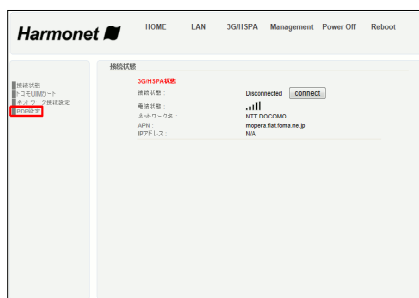 Harmonet
HOME LAN 3G/HSPA Management Power Off Reboot
接続状態
接続状態
ドコモUIMカード
ネットワーク接続設定
PDP設定
3G/HSPA状態
接続状態 : Disconnected connect
電波状態 :
ネットワーク名 : NTT DOCOMO
APN : mopera.flat.foma.ne.jp
IPアドレス : N/A